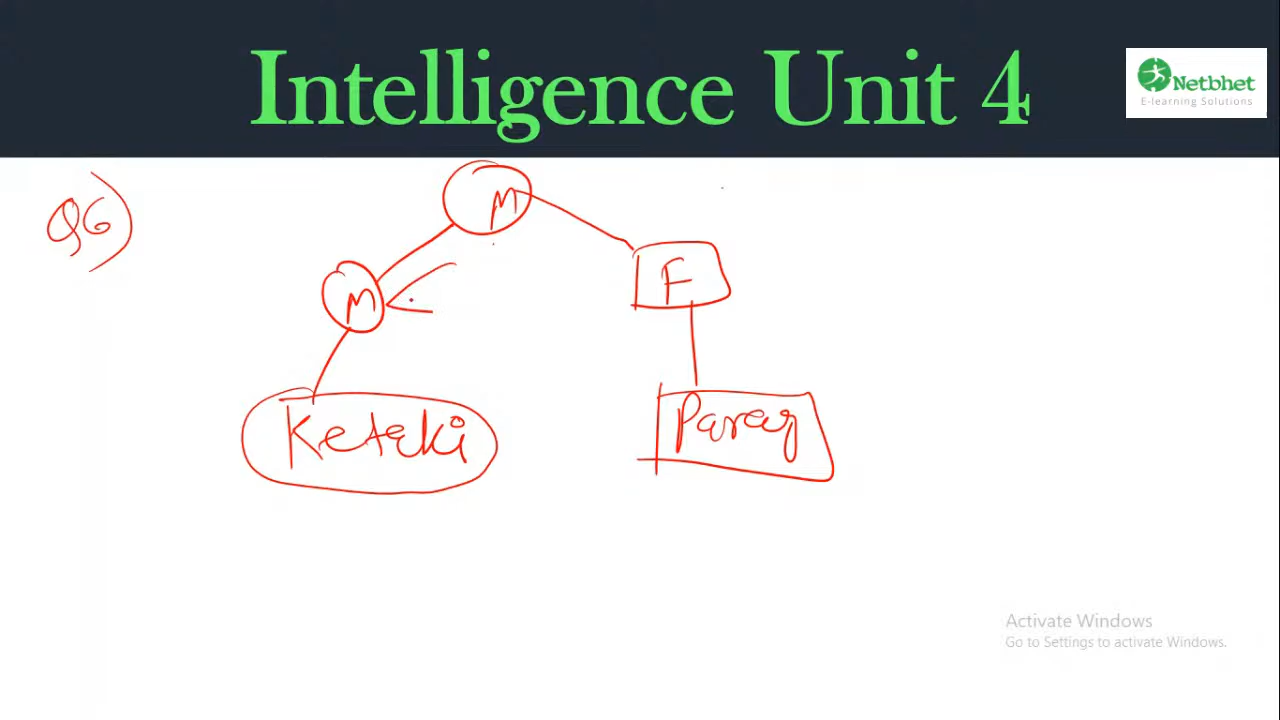 Intelligence Unit 4
Netbhet
E-learning Solutions
Q6)
M
M
F
Ketaki
Parag
Activate Windows
Go to Settings to activate Windows.